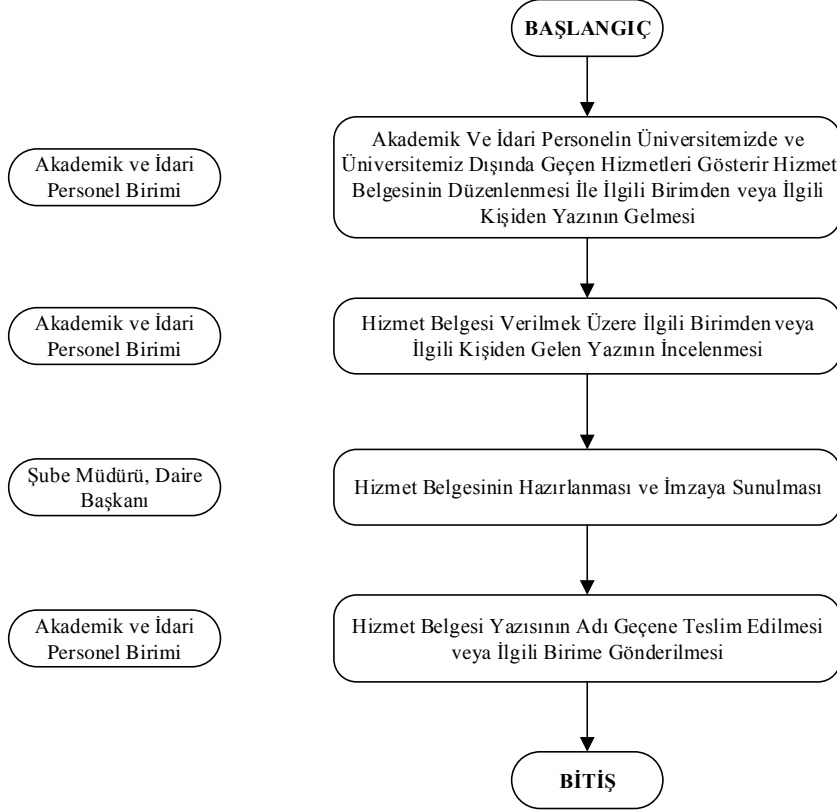 BAŞLANGIÇ
Akademik ve İdari
Personel Birimi
Akademik Ve İdari Personelin Üniversitemizde ve
Üniversitemiz Dışında Geçen Hizmetleri Gösterir Hizmet
Belgesinin Düzenlenmesi İle İlgili Birimden veya İlgili
Kişiden Yazının Gelmesi
Akademik ve İdari
Personel Birimi
Hizmet Belgesi Verilmek Üzere İlgili Birimden veya
İlgili Kişiden Gelen Yazının İncelenmesi
Şube Müdürü, Daire
Başkanı
Hizmet Belgesinin Hazırlanması ve İmzaya Sunulması
Akademik ve İdari
Personel Birimi
Hizmet Belgesi Yazısının Adı Geçene Teslim Edilmesi
veya İlgili Birime Gönderilmesi
BİTİŞ